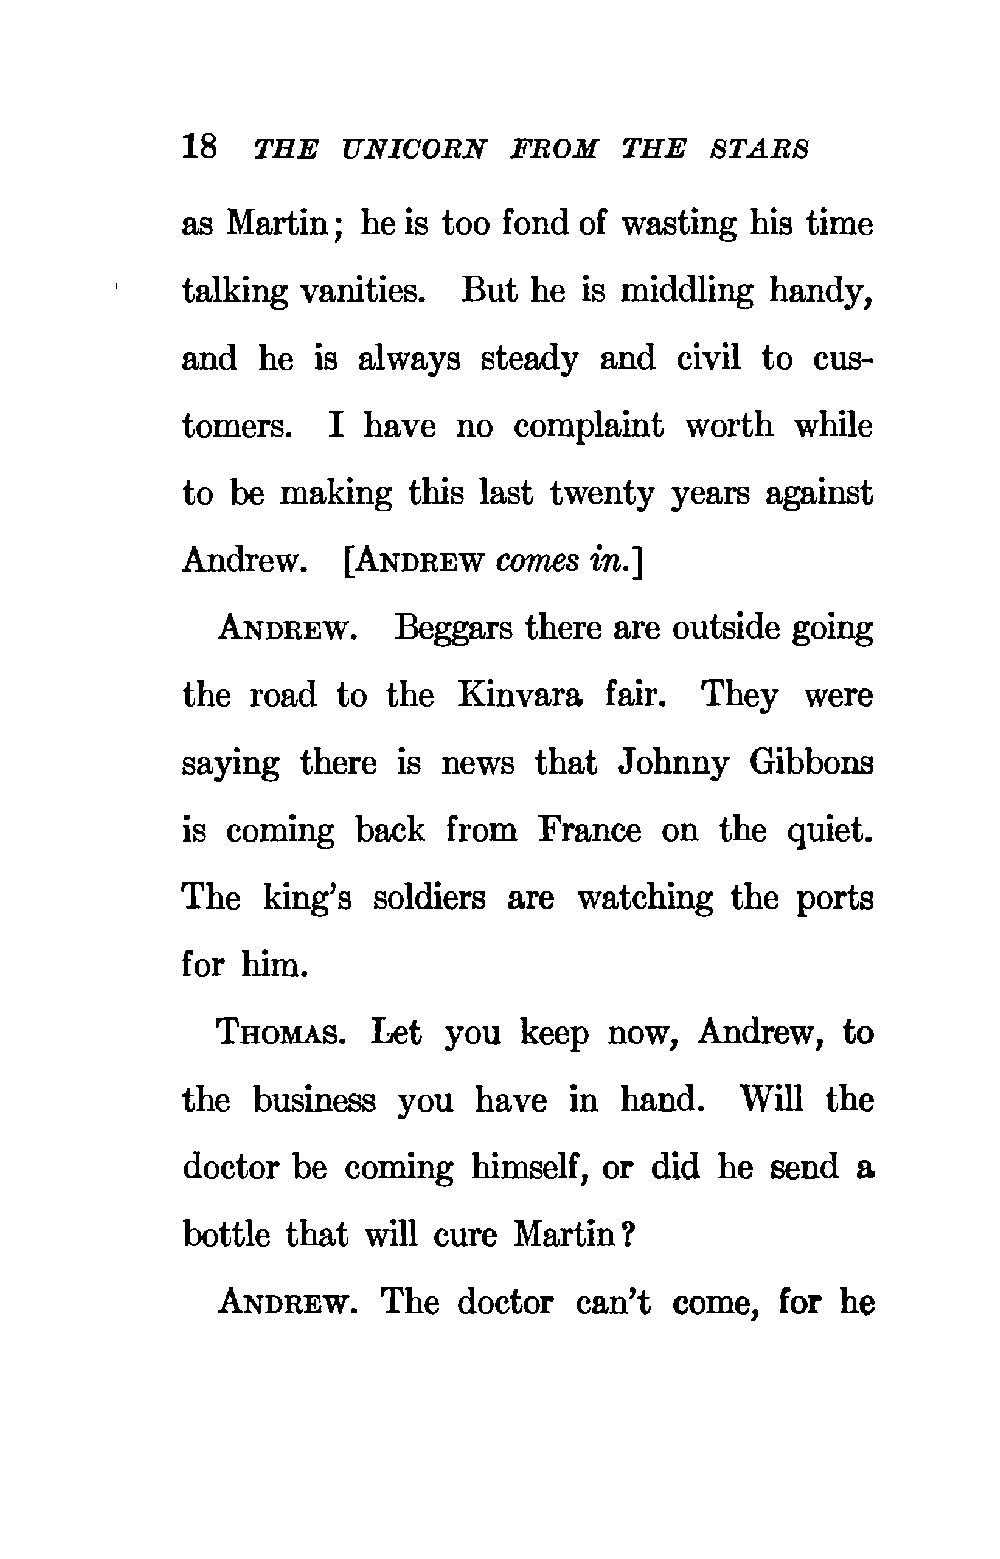 18 THE UNICORN FROM THE STARS
as Martin; he is too fond of wasting his time
talking vanities. But he is middling handy,
and he is always steady and civil to cus-
tomers. I have no complaint worth while
to be making this last twenty years against
Andrew. [ANDREW comes in.]
ANDREW. Beggars there are outside going
the road to the Kinvara fair. They were
saying there is news that Johnny Gibbons
is coming back from France on the quiet.
The king's soldiers are watching the ports
for him.
THOMAS. Let you keep now, Andrew, to
the business you have in hand. Will the
doctor be coming himself, or did he send a
bottle that will cure Martin?
ANDREW. The doctor can't come, for he